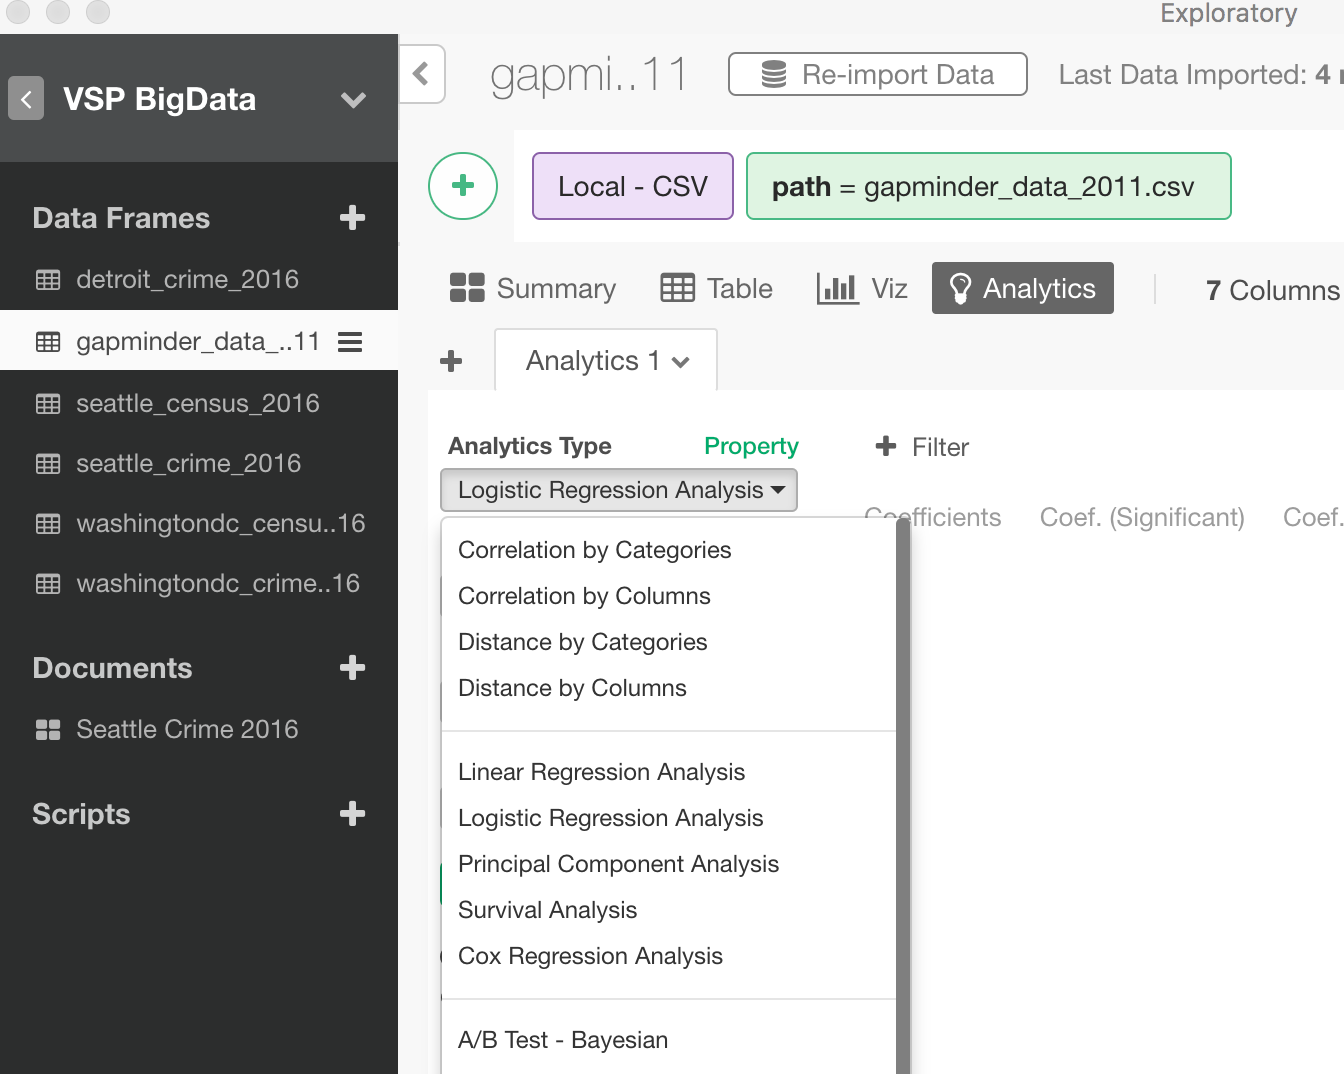 Exploratory
VSP BigData
gapmi..11
Re-import Data
Last Data Imported: 4
Local - CSV
path = gapminder_data_2011.csv
Data Frames
detroit_crime_2016
gapminder_data_..11
seattle_census_2016
seattle_crime_2016
washingtondc_censu..16
washingtondc_crime..16
Documents
Seattle Crime 2016
Scripts
Summary
Table
Viz
Analytics
7 Columns
Analytics 1
Analytics Type
Property
Filter
Logistic Regression Analysis
Coefficients
Coef. (Significant)
Coef.
Correlation by Categories
Correlation by Columns
Distance by Categories
Distance by Columns
Linear Regression Analysis
Logistic Regression Analysis
Principal Component Analysis
Survival Analysis
Cox Regression Analysis
A/B Test - Bayesian